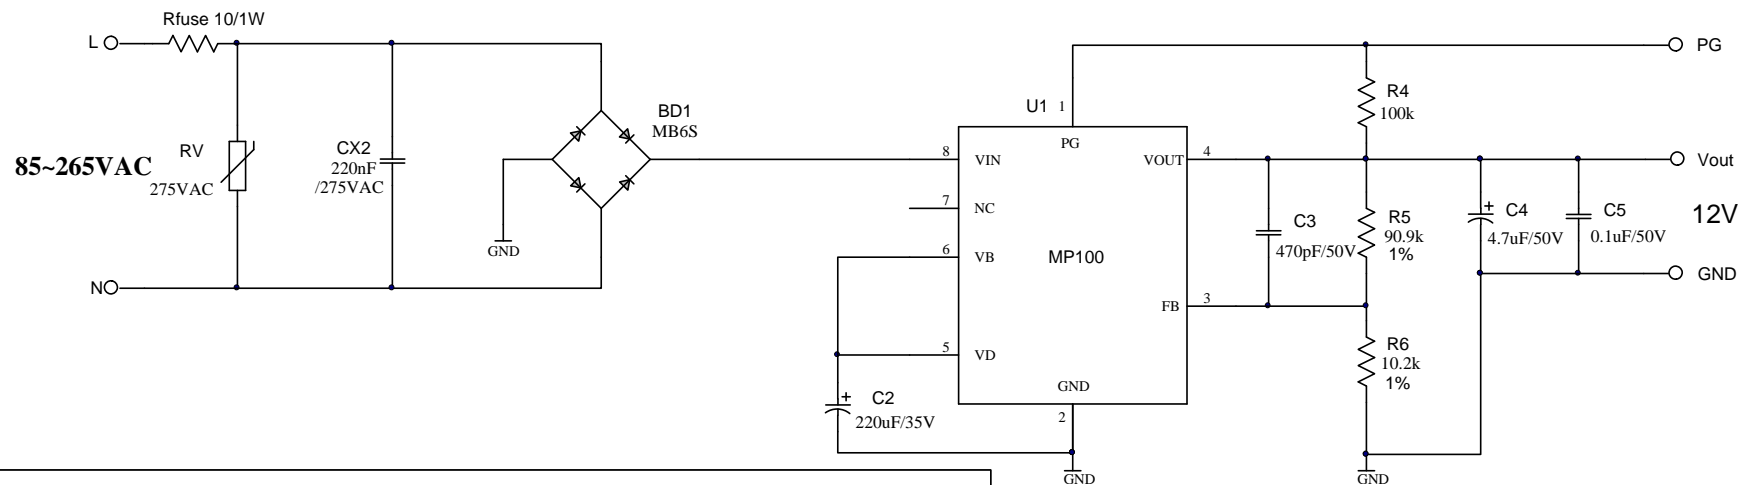 Rfuse 10/1W
L
PG
R4
100k
U1
1
PG
BD1
MB6S
CX2
220nF
/275VAC
RV
275VAC
85~265VAC
8
VIN
VOUT
4
Vout
7
NC
C3
470pF/50V
R5
90.9k
1%
C4
4.7uF/50V
C5
0.1uF/50V
12V
GND
6
VB
MP100
GND
N
FB
3
5
VD
R6
10.2k
1%
GND
2
C2
220uF/35V
GND
GND